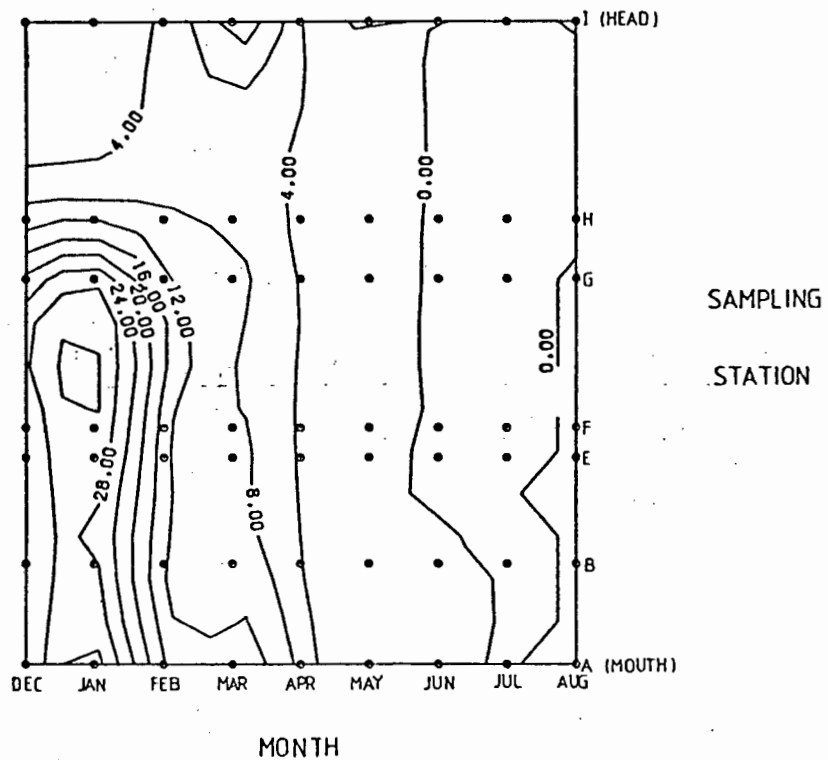 I (HEAD)
4.00
4.00
0.00
H
G
16.00
20.00
24.00
12.00
SAMPLING
0.00
STATION
F
E
28.00
8.00
B
A (MOUTH)
DEC JAN FEB MAR APR MAY JUN JUL AUG
MONTH